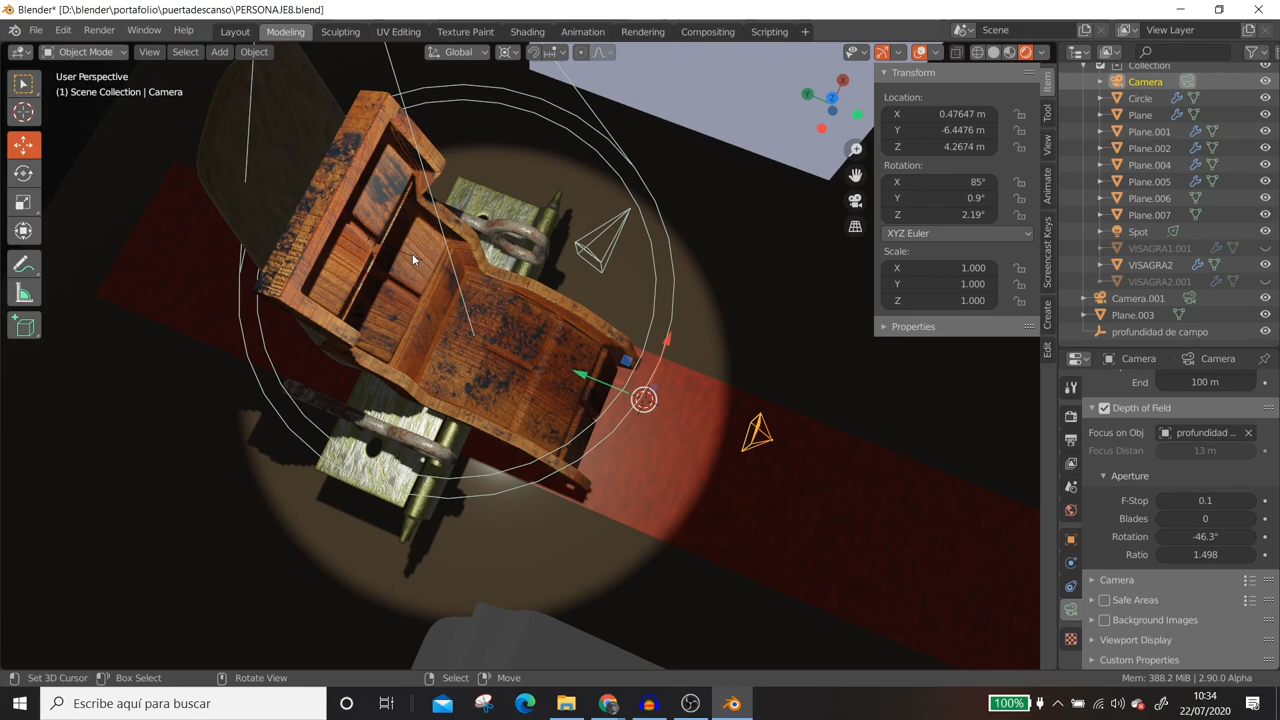 Blender* [D:\blender\portafolio\puertadescanso\PERSONAJE8.blend]
File Edit Render Window Help Layout Modeling Sculpting UV Editing Texture Paint Shading Animation Rendering Compositing Scripting + Scene View Layer
Object Mode View Select Add Object Global
User Perspective
(1) Scene Collection | Camera
Transform
Location:
X 0.47647 m
Y -6.4476 m
Z 4.2674 m
Rotation:
X 85°
Y 0.9°
Z 2.19°
XYZ Euler
Scale:
X 1.000
Y 1.000
Z 1.000
Properties
Item
Tool
View
Animate
Screencast Keys
Create
Edit
X
Y
Z
Collection
Camera
Circle
Plane
Plane.001
Plane.002
Plane.004
Plane.005
Plane.006
Plane.007
Spot
VISAGRA1.001
VISAGRA2
VISAGRA2.001
Camera.001
Plane.003
profundidad de campo
Camera Camera
End 100 m
Depth of Field
Focus on Obj profundidad ...
Focus Distan 13 m
Aperture
F-Stop 0.1
Blades 0
Rotation -46.3°
Ratio 1.498
Camera
Safe Areas
Background Images
Viewport Display
Custom Properties
Set 3D Cursor Box Select Rotate View Select Move Mem: 388.2 MiB | 2.90.0 Alpha
Escribe aquí para buscar
100%
10:34
22/07/2020